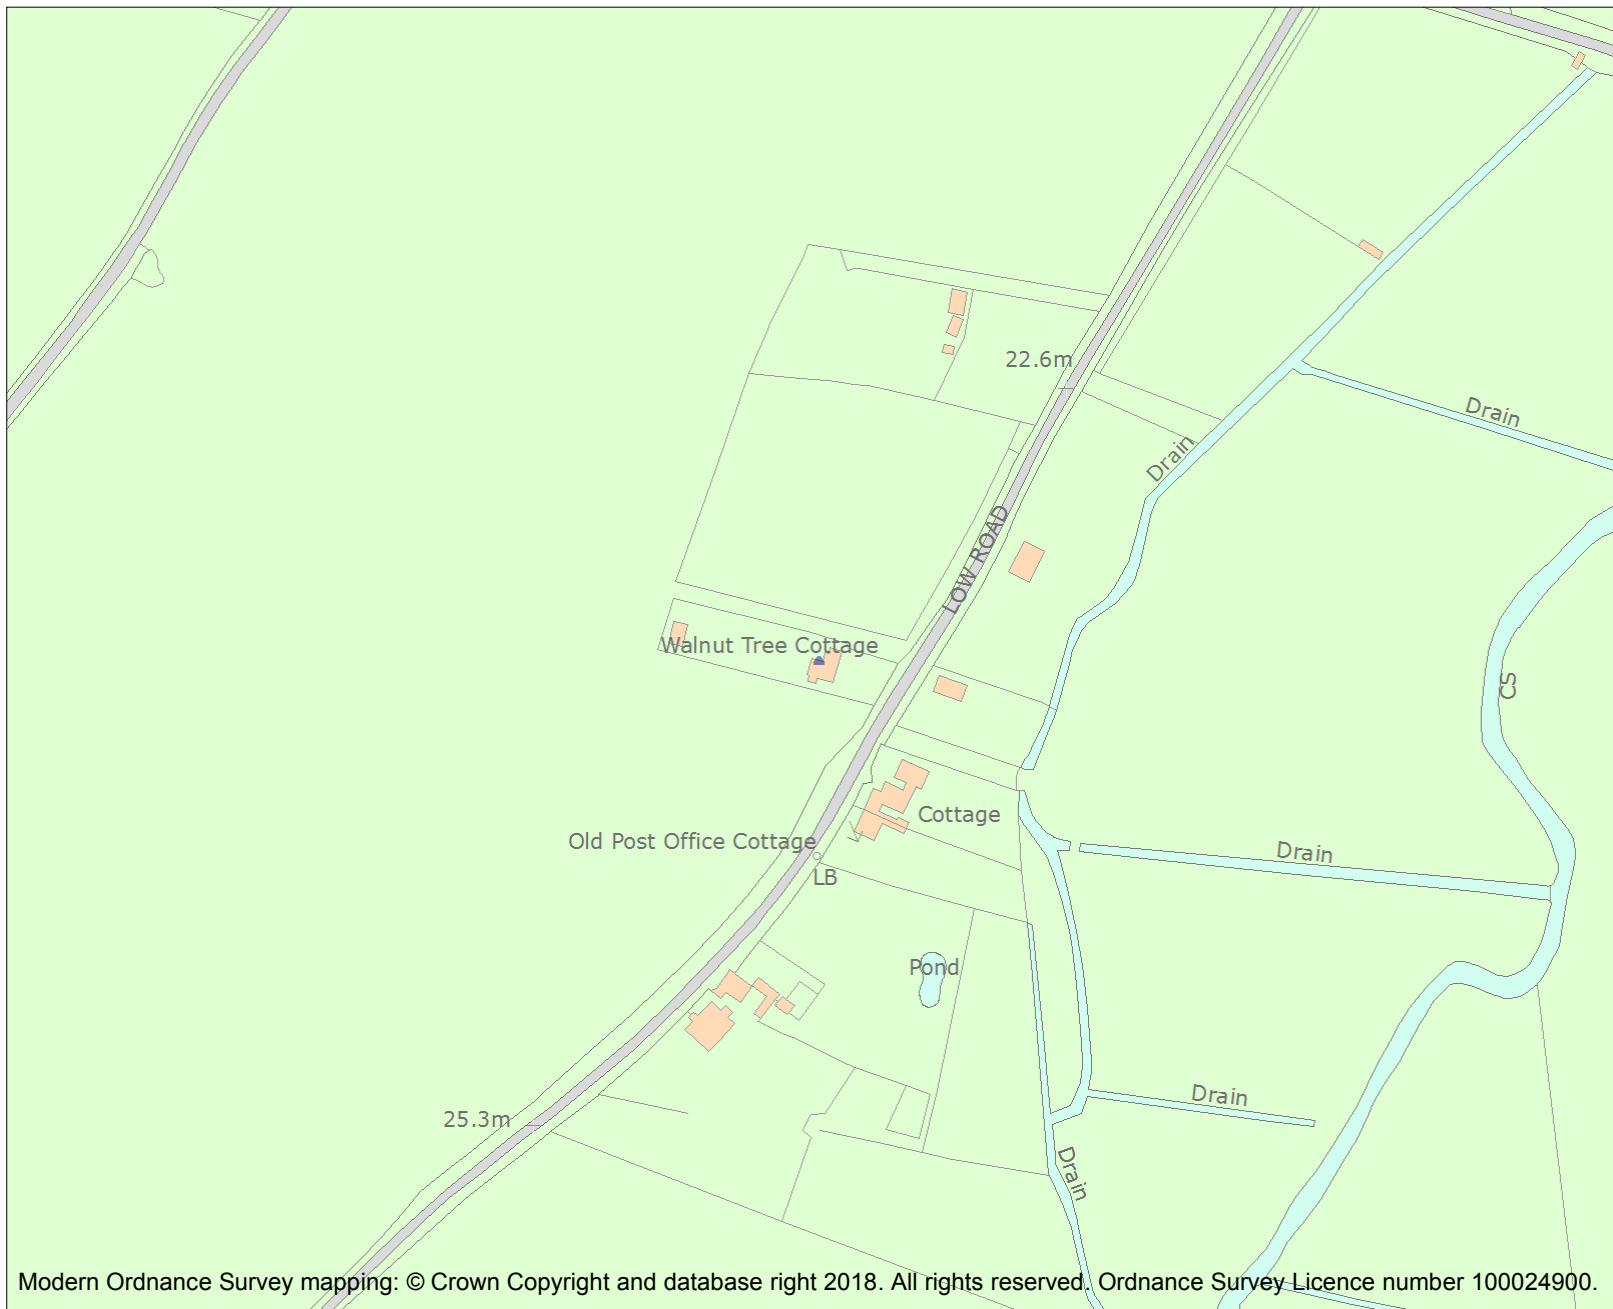 22.6m
Drain
Drain
LOW ROAD
Walnut Tree Cottage
CS
Cottage
Old Post Office Cottage
Drain
LB
Pond
Drain
25.3m
Drain
Modern Ordnance Survey mapping: © Crown Copyright and database right 2018. All rights reserved. Ordnance Survey Licence number 100024900.